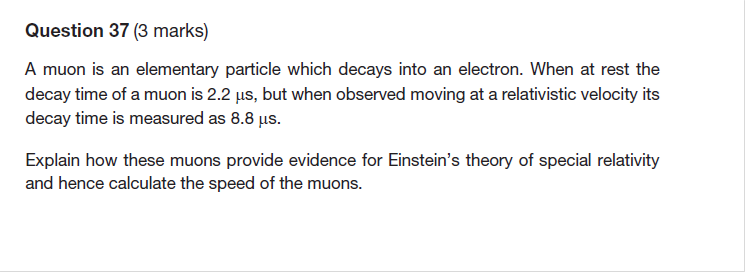 Question 37 (3 marks)
A muon is an elementary particle which decays into an electron. When at rest the
decay time of a muon is 2.2 μs, but when observed moving at a relativistic velocity its
decay time is measured as 8.8 μs.
Explain how these muons provide evidence for Einstein's theory of special relativity
and hence calculate the speed of the muons.